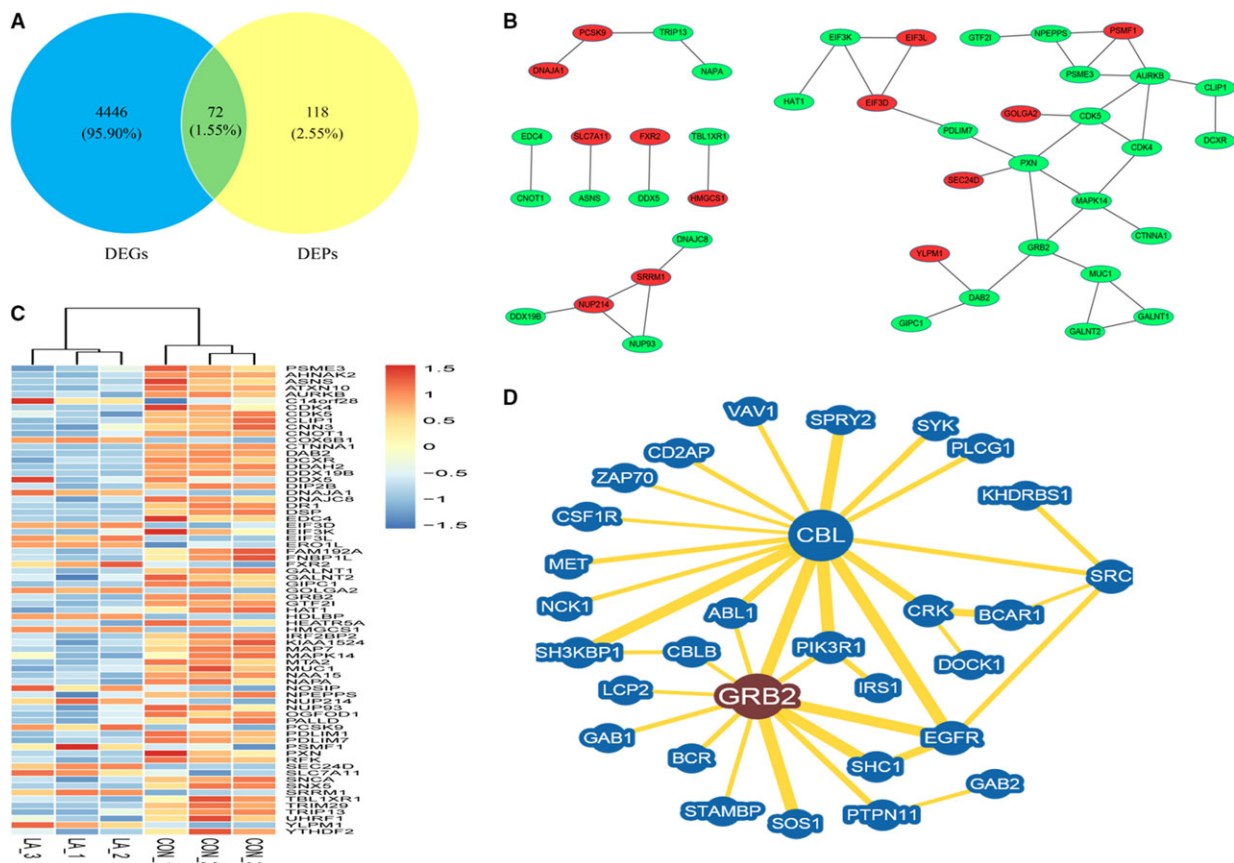 A
4446
(95.90%)
72
(1.55%)
118
(2.55%)
DEGs
DEPs
B
PCSK9
TRIP13
DNAJA1
NAPA
EIF3K
EIF3L
HAT1
EIF3D
GTF2I
NPEPPS
PSMF1
PSME3
AURKB
CLIP1
GOLGA2
CDK5
DCXR
CDK4
PDLIM7
PXN
SEC24D
MAPK14
CTNNA1
GRB2
YLPM1
MUC1
DAB2
GALNT1
GIPC1
GALNT2
EDC4
SLC7A11
FXR2
TBL1XR1
CNOT1
ASNS
DDX5
HMGCS1
DNAJC8
SRRM1
NUP214
DDX19B
NUP93
C
PSME3
AHNAK2
ASNS
ATXN10
AURKB
C14orf28
CDK4
CDK5
CLIP1
CNN3
CNOT1
COX6B1
CTNNA1
DAB2
DCXR
DDAH2
DDX19B
DDX5
DIP2B
DNAJA1
DNAJC8
DR1
DSP
EDC4
EIF3D
EIF3K
EIF3L
ERO1L
FAM192A
FNBP1L
FXR2
GALNT1
GALNT2
GIPC1
GOLGA2
GRB2
GTF2I
HAT1
HDLBP
HEATR5A
HMGCS1
IRF2BP2
KIAA1524
MAP7
MAPK14
MTA2
MUC1
NAA15
NAPA
NOSIP
NPEPPS
NUP214
NUP93
OGFOD1
PALLD
PCSK9
PDLIM1
PDLIM7
PSMF1
PXN
RFK
SEC24D
SLC7A11
SNCA
SNX5
SRRM1
TBL1XR1
TRIM29
TRIP13
UHRF1
YLPM1
YTHDF2
1.5
1
0.5
0
−0.5
−1
−1.5
LA_3
LA_1
LA_2
D
VAV1
SPRY2
SYK
CD2AP
PLCG1
ZAP70
KHDRBS1
CSF1R
CBL
MET
SRC
NCK1
ABL1
CRK
BCAR1
SH3KBP1
CBLB
PIK3R1
DOCK1
LCP2
GRB2
IRS1
GAB1
EGFR
BCR
SHC1
GAB2
STAMBP
SOS1
PTPN11